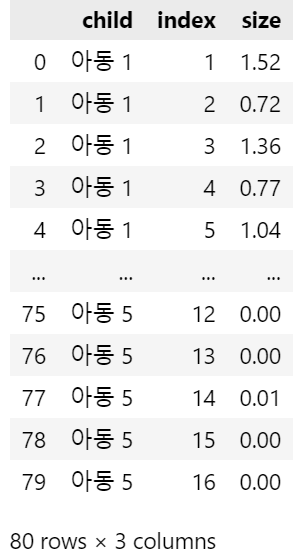 child index size
0 아동 1 1 1.52
1 아동 1 2 0.72
2 아동 1 3 1.36
3 아동 1 4 0.77
4 아동 1 5 1.04
... ... ... ...
75 아동 5 12 0.00
76 아동 5 13 0.00
77 아동 5 14 0.01
78 아동 5 15 0.00
79 아동 5 16 0.00
80 rows × 3 columns